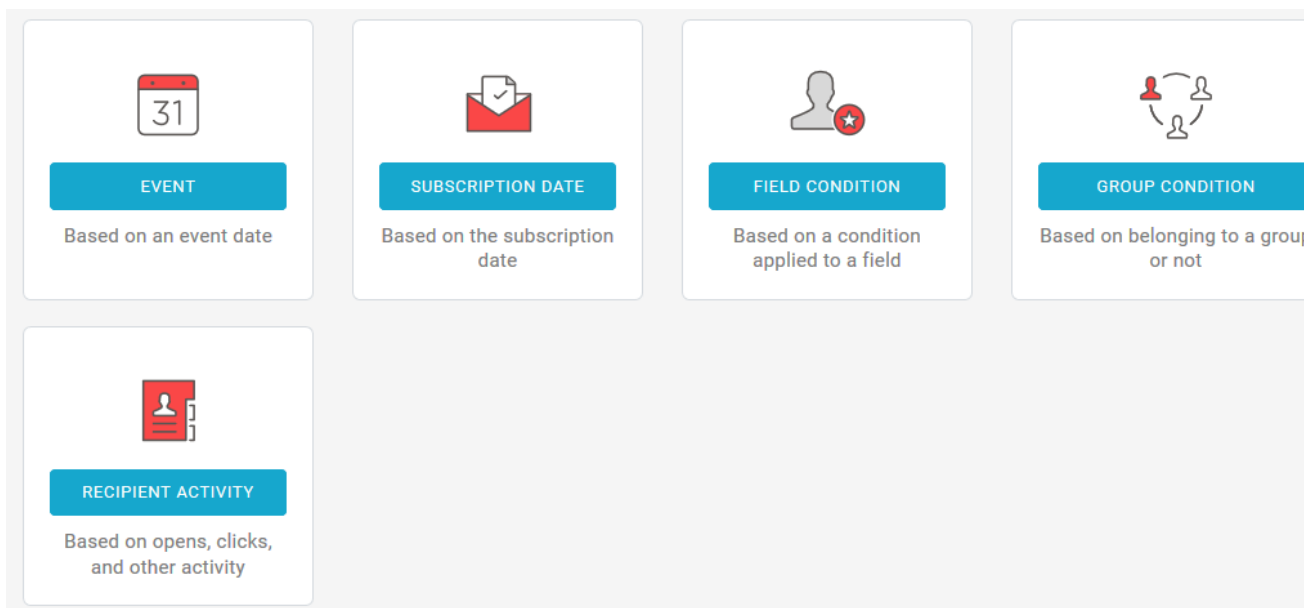 31
EVENT
Based on an event date
SUBSCRIPTION DATE
Based on the subscription
date
FIELD CONDITION
Based on a condition
applied to a field
GROUP CONDITION
Based on belonging to a group
or not
RECIPIENT ACTIVITY
Based on opens, clicks,
and other activity